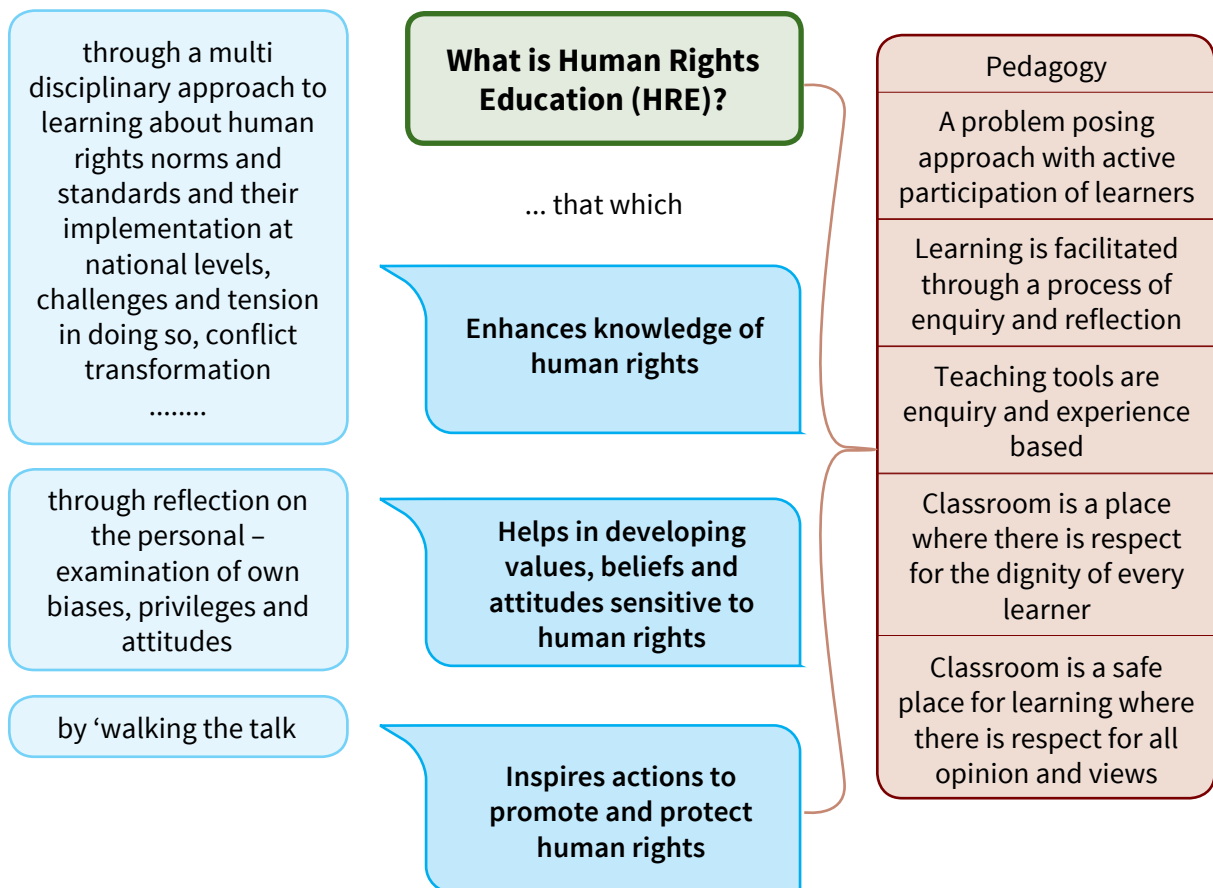 What is Human Rights
Education (HRE)?
... that which
through a multi
disciplinary approach to
learning about human
rights norms and
standards and their
implementation at
national levels,
challenges and tension
in doing so, conflict
transformation
........
Enhances knowledge of
human rights
through reflection on
the personal –
examination of own
biases, privileges and
attitudes
Helps in developing
values, beliefs and
attitudes sensitive to
human rights
by ‘walking the talk
Inspires actions to
promote and protect
human rights
Pedagogy
A problem posing
approach with active
participation of learners
Learning is facilitated
through a process of
enquiry and reflection
Teaching tools are
enquiry and experience
based
Classroom is a place
where there is respect
for the dignity of every
learner
Classroom is a safe
place for learning where
there is respect for all
opinion and views